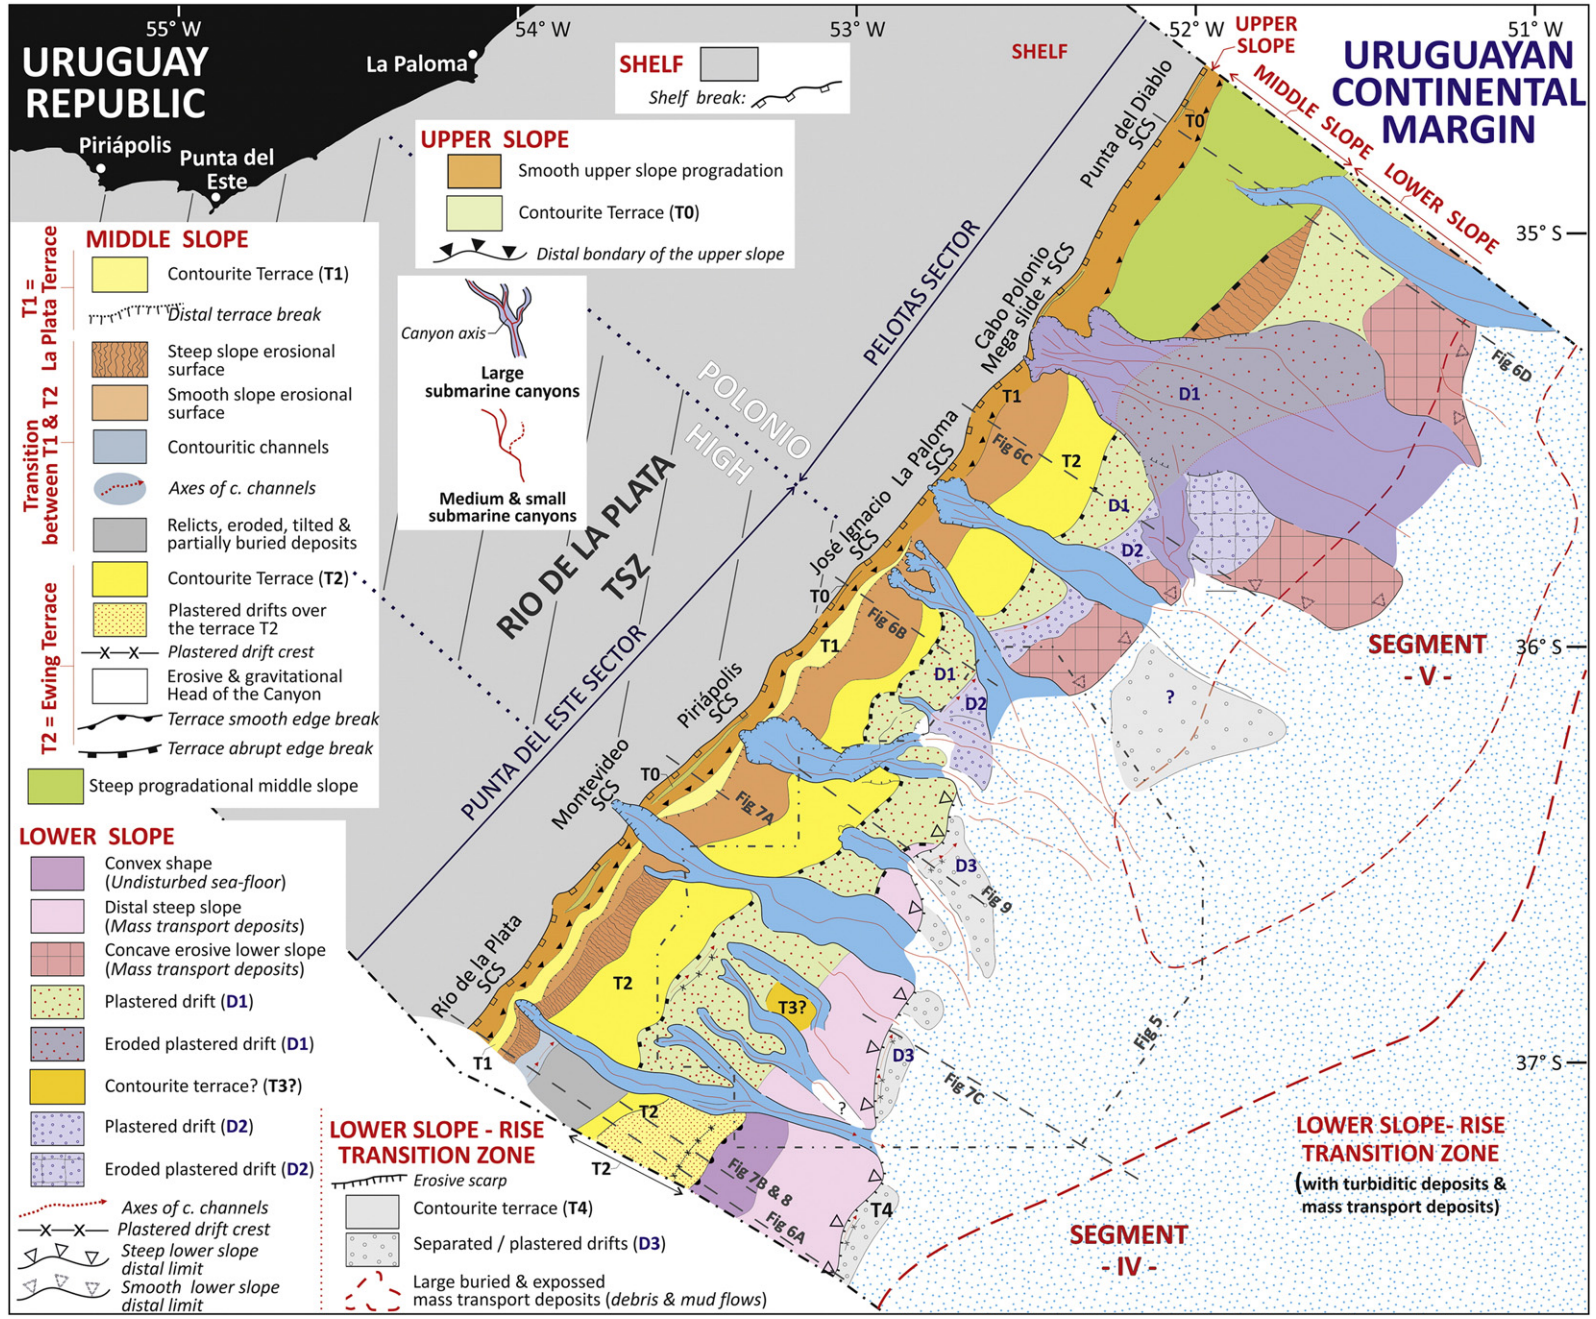 55° W
54° W
53° W
52° W
51° W
35° S
36° S
37° S
URUGUAY
REPUBLIC
La Paloma
Piriápolis
Punta del
Este
URUGUAYAN
CONTINENTAL
MARGIN
SHELF
UPPER
SLOPE
MIDDLE SLOPE
LOWER SLOPE
SHELF
Shelf break:
UPPER SLOPE
Smooth upper slope progradation
Contourite Terrace (T0)
Distal bondary of the upper slope
Canyon axis
Large
submarine canyons
Medium & small
submarine canyons
T1 =
La Plata Terrace
Transition
between T1 & T2
T2 = Ewing Terrace
MIDDLE SLOPE
Contourite Terrace (T1)
Distal terrace break
Steep slope erosional
surface
Smooth slope erosional
surface
Contouritic channels
Axes of c. channels
Relicts, eroded, tilted &
partially buried deposits
Contourite Terrace (T2)
Plastered drifts over
the terrace T2
Plastered drift crest
Erosive & gravitational
Head of the Canyon
Terrace smooth edge break
Terrace abrupt edge break
Steep progradational middle slope
LOWER SLOPE
Convex shape
(Undisturbed sea-floor)
Distal steep slope
(Mass transport deposits)
Concave erosive lower slope
(Mass transport deposits)
Plastered drift (D1)
Eroded plastered drift (D1)
Contourite terrace? (T3?)
Plastered drift (D2)
Eroded plastered drift (D2)
Axes of c. channels
Plastered drift crest
Steep lower slope
distal limit
Smooth lower slope
distal limit
LOWER SLOPE - RISE
TRANSITION ZONE
Erosive scarp
Contourite terrace (T4)
Separated / plastered drifts (D3)
Large buried & expossed
mass transport deposits (debris & mud flows)
PELOTAS SECTOR
POLONIO
HIGH
RIO DE LA PLATA
TSZ
PUNTA DEL ESTE SECTOR
Punta del Diablo
SCS
Cabo Polonio
Mega slide + SCS
La Paloma
SCS
José Ignacio
SCS
Piriápolis
SCS
Montevideo
SCS
Río de la Plata
SCS
T0
T1
Fig 6C
T2
D1
D1
D2
Fig 6D
T0
T1
Fig 6B
D1
D2
T0
Fig 7A
D3
Fig 9
T2
T3?
D3
Fig 7C
Fig 5
T1
T2
T2
?
?
Fig 7B & 8
Fig 6A
T4
SEGMENT
- V -
SEGMENT
- IV -
LOWER SLOPE- RISE
TRANSITION ZONE
(with turbiditic deposits &
mass transport deposits)